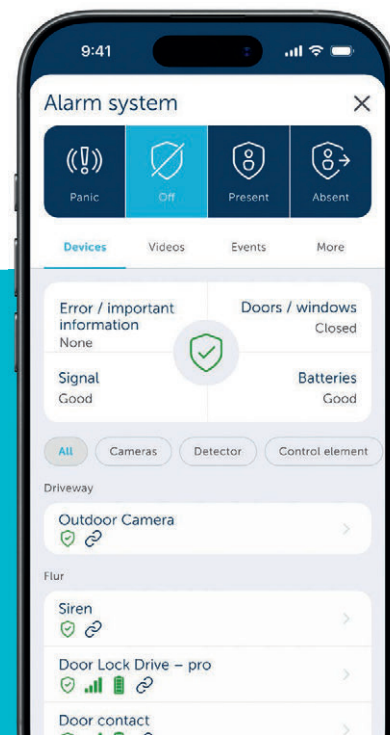 9:41
Alarm system
Panic
Off
Present
Absent
Devices
Videos
Events
More
Error / important
information
None
Doors / windows
Closed
Signal
Good
Batteries
Good
All
Cameras
Detector
Control element
Driveway
Outdoor Camera
Flur
Siren
Door Lock Drive – pro
Door contact